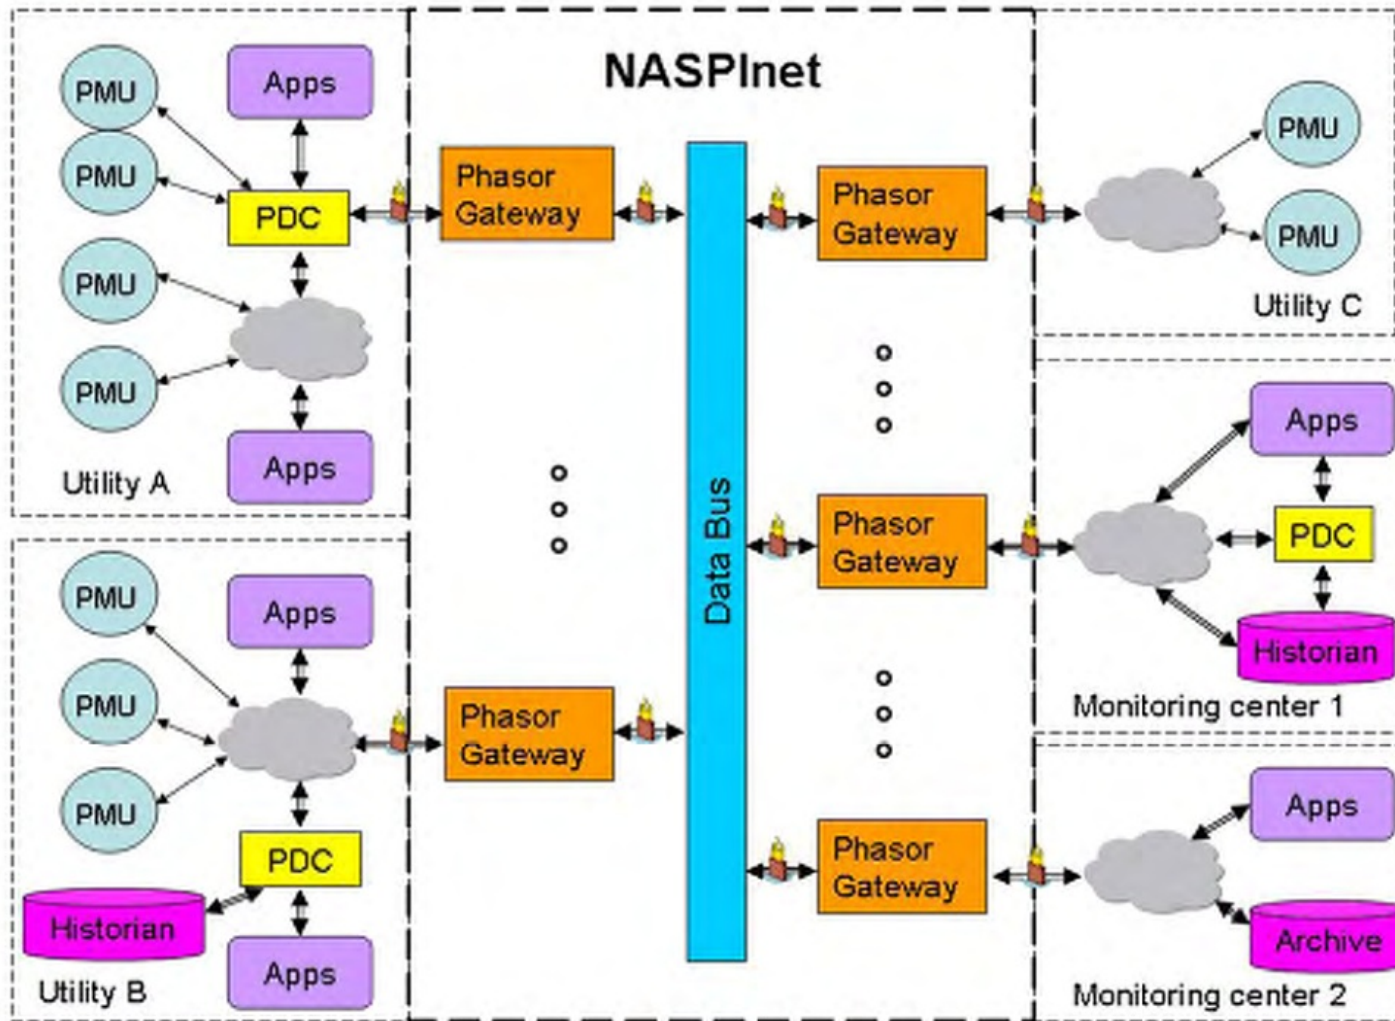 NASPInet
PMU
Apps
PMU
PDC
PMU
PMU
Apps
Utility A
PMU
Apps
PMU
PMU
PDC
Historian
Apps
Utility B
Phasor
Gateway
Phasor
Gateway
Data Bus
Phasor
Gateway
Phasor
Gateway
Phasor
Gateway
PMU
PMU
Utility C
Apps
PDC
Historian
Monitoring center 1
Apps
Archive
Monitoring center 2